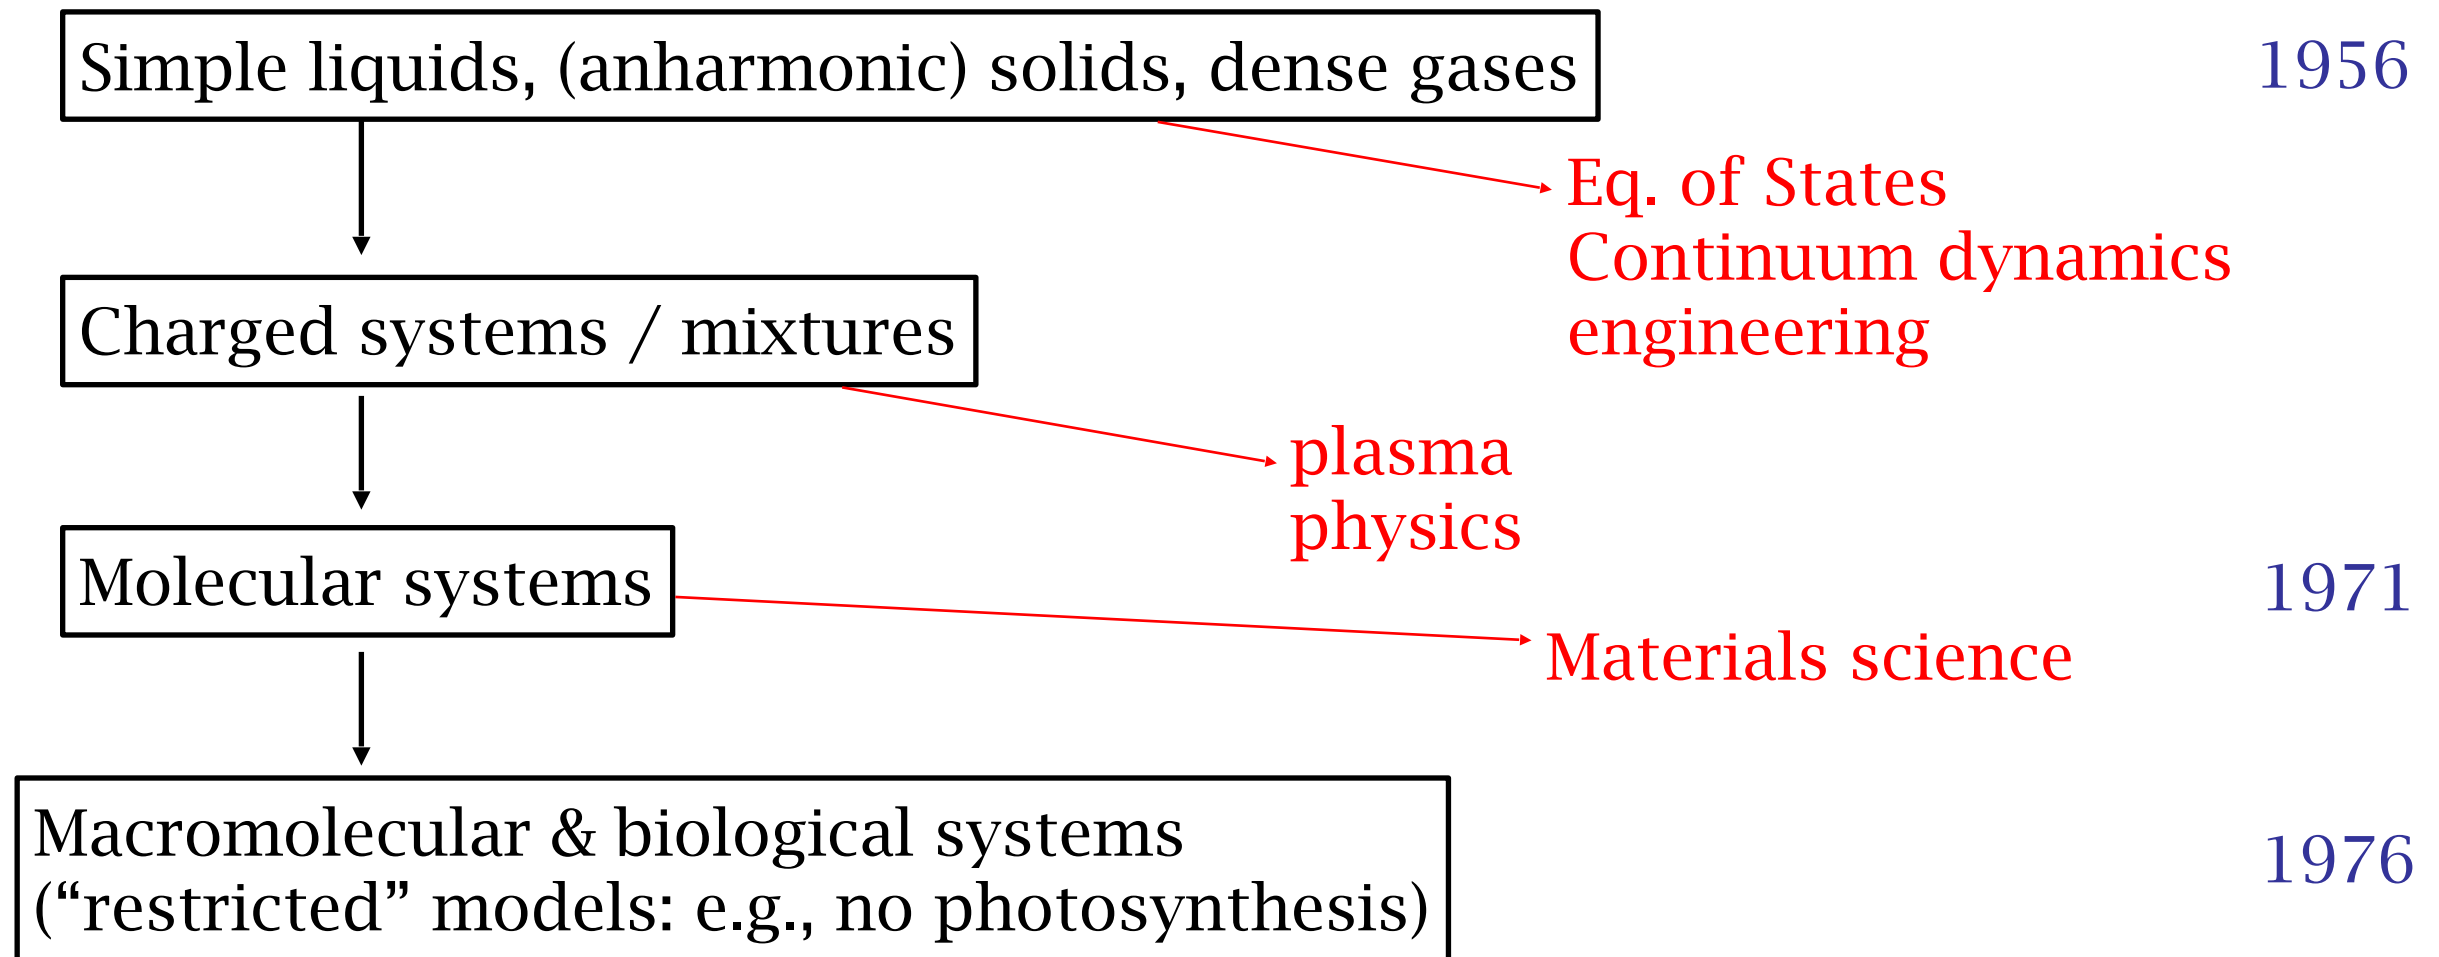 Simple liquids, (anharmonic) solids, dense gases
1956
Eq. of States
Continuum dynamics
engineering
Charged systems / mixtures
plasma
physics
Molecular systems
1971
Materials science
Macromolecular & biological systems
(“restricted” models: e.g., no photosynthesis)
1976